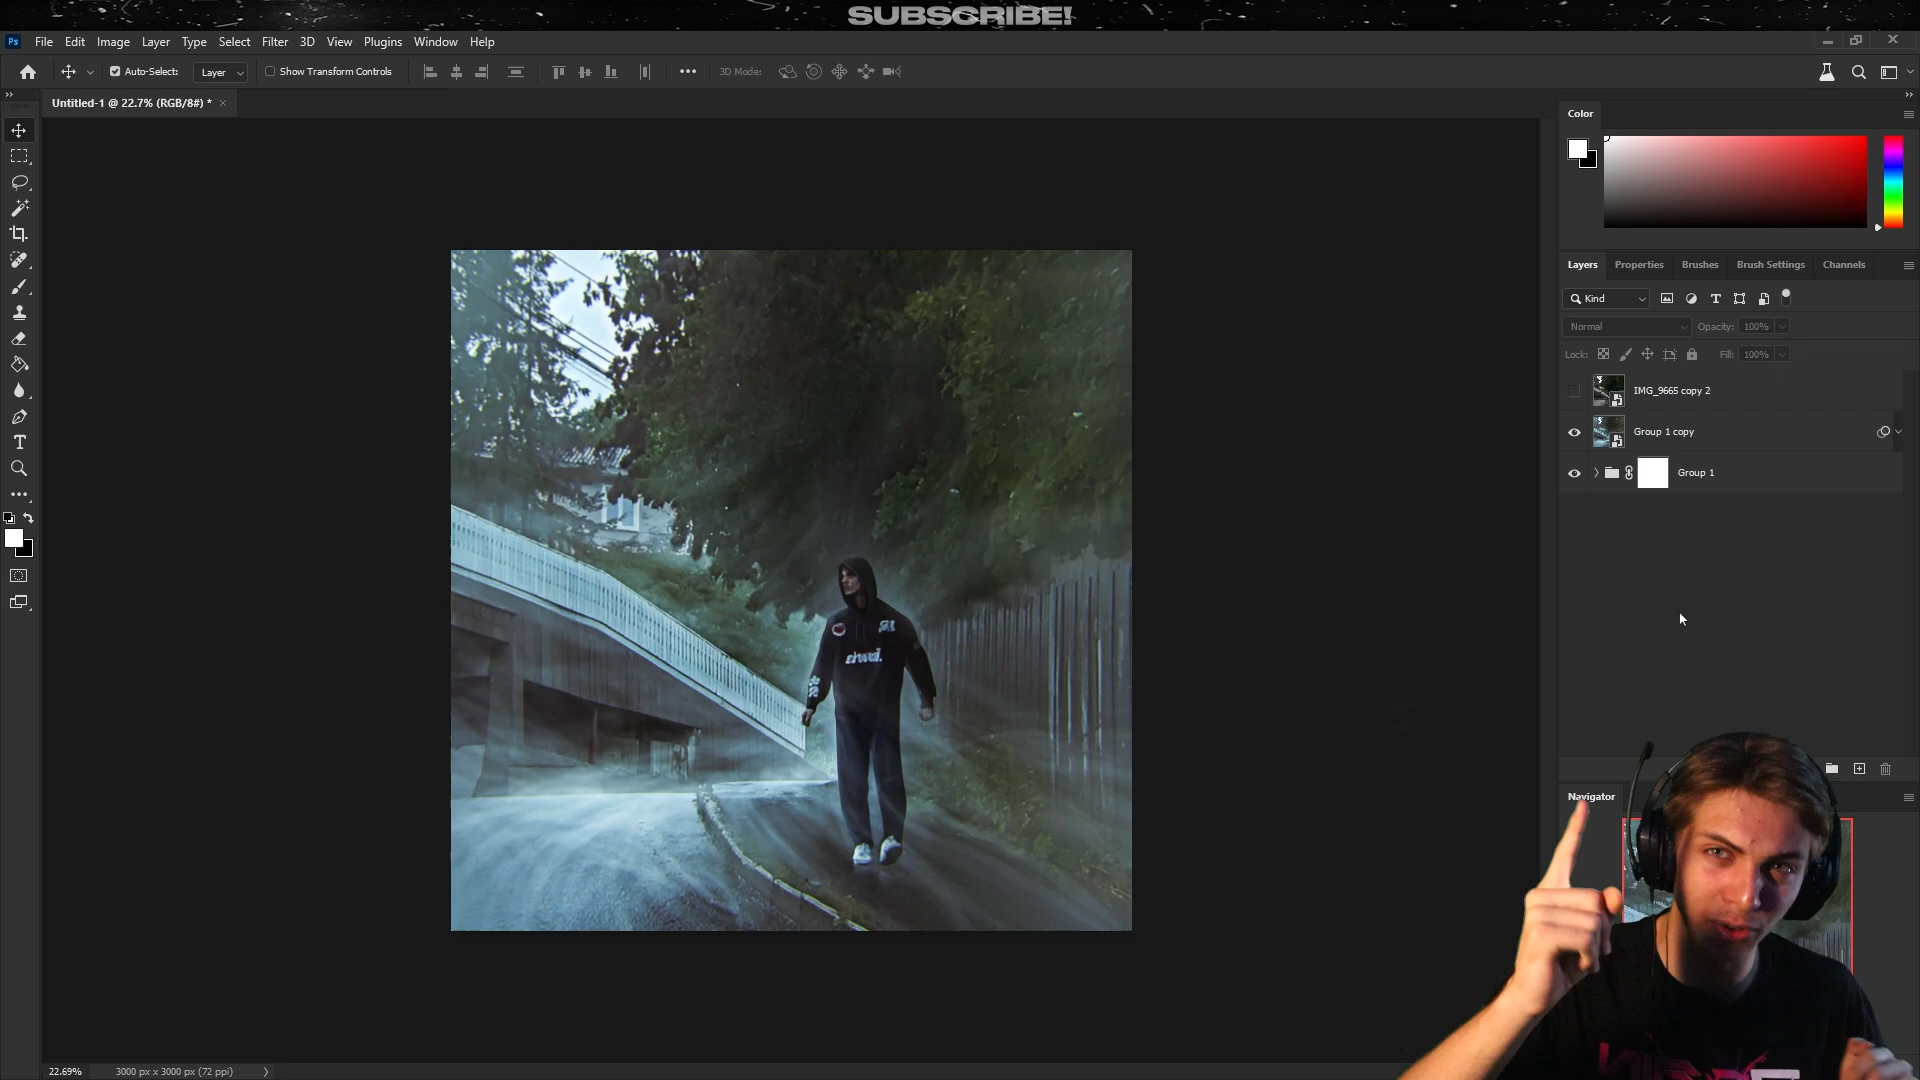 SUBSCRIBE!
Ps File Edit Image Layer Type Select Filter 3D View Plugins Window Help
Auto-Select: Layer Show Transform Controls 3D Mode:
Untitled-1 @ 22.7% (RGB/8#) *
Color
Layers Properties Brushes Brush Settings Channels
Kind
Normal Opacity: 100%
Lock: Fill: 100%
IMG_9665 copy 2
Group 1 copy
Group 1
Navigator
22.69% 3000 px x 3000 px (72 ppi)